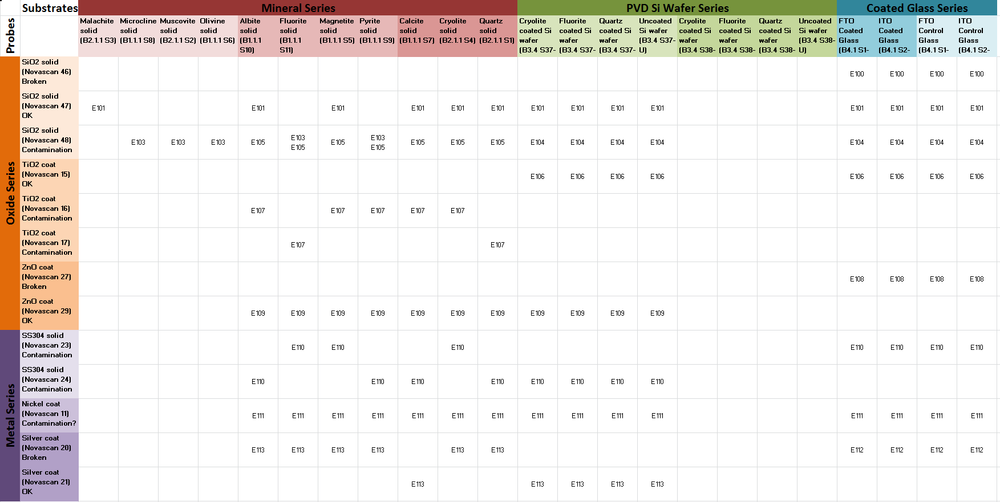 Substrates
Mineral Series
PVD Si Wafer Series
Coated Glass Series
Probes
Malachite
solid
(B2.1.1 S3)
Microcline
solid
(B1.1.1 S8)
Muscovite
solid
(B2.1.1 S2)
Olivine
solid
(B1.1.1 S6)
Albite
solid
(B1.1.1
S10)
Fluorite
solid
(B1.1.1
S11)
Magnetite
solid
(B1.1.1 S5)
Pyrite
solid
(B1.1.1 S9)
Calcite
solid
(B1.1.1 S7)
Cryolite
solid
(B2.1.1 S4)
Quartz
solid
(B2.1.1 S1)
Cryolite
coated Si
wafer
(B3.4 S37-
Fluorite
coated Si
wafer
(B3.4 S37-
Quartz
coated Si
wafer
(B3.4 S37-
Uncoated
Si wafer
(B3.4 S37-
U)
Cryolite
coated Si
wafer
(B3.4 S38-
Fluorite
coated Si
wafer
(B3.4 S38-
Quartz
coated Si
wafer
(B3.4 S38-
Uncoated
Si wafer
(B3.4 S38-
U)
FTO
Coated
Glass
(B4.1 S1-
ITO
Coated
Glass
(B4.1 S2-
FTO
Control
Glass
(B4.1 S1-
ITO
Control
Glass
(B4.1 S2-
Oxide Series
SiO2 solid
(Novascan 46)
Broken
E100 E100 E100 E100
SiO2 solid
(Novascan 47)
OK
E101 E101 E101 E101 E101 E101 E101 E101 E101 E101 E101 E101 E101 E101
SiO2 solid
(Novascan 48)
Contamination
E103 E103 E103 E105 E103
E105 E105 E103
E105 E105 E105 E105 E104 E104 E104 E104 E104 E104 E104 E104
TiO2 coat
(Novascan 15)
OK
E106 E106 E106 E106 E106 E106 E106 E106
TiO2 coat
(Novascan 16)
Contamination
E107 E107 E107 E107 E107
TiO2 coat
(Novascan 17)
Contamination
E107 E107
ZnO coat
(Novascan 27)
Broken
E108 E108 E108 E108
ZnO coat
(Novascan 29)
OK
E109 E109 E109 E109 E109 E109 E109 E109 E109 E109 E109
Metal Series
SS304 solid
(Novascan 23)
Contamination
E110 E110 E110 E110 E110 E110 E110
SS304 solid
(Novascan 24)
Contamination
E110 E110 E110 E110 E110 E110 E110 E110
Nickel coat
(Novascan 11)
Contamination?
E111 E111 E111 E111 E111 E111 E111 E111 E111 E111 E111 E111 E111 E111 E111
Silver coat
(Novascan 20)
Broken
E113 E113 E113 E113 E113 E113 E112 E112 E112 E112
Silver coat
(Novascan 21)
OK
E113 E113 E113 E113 E113